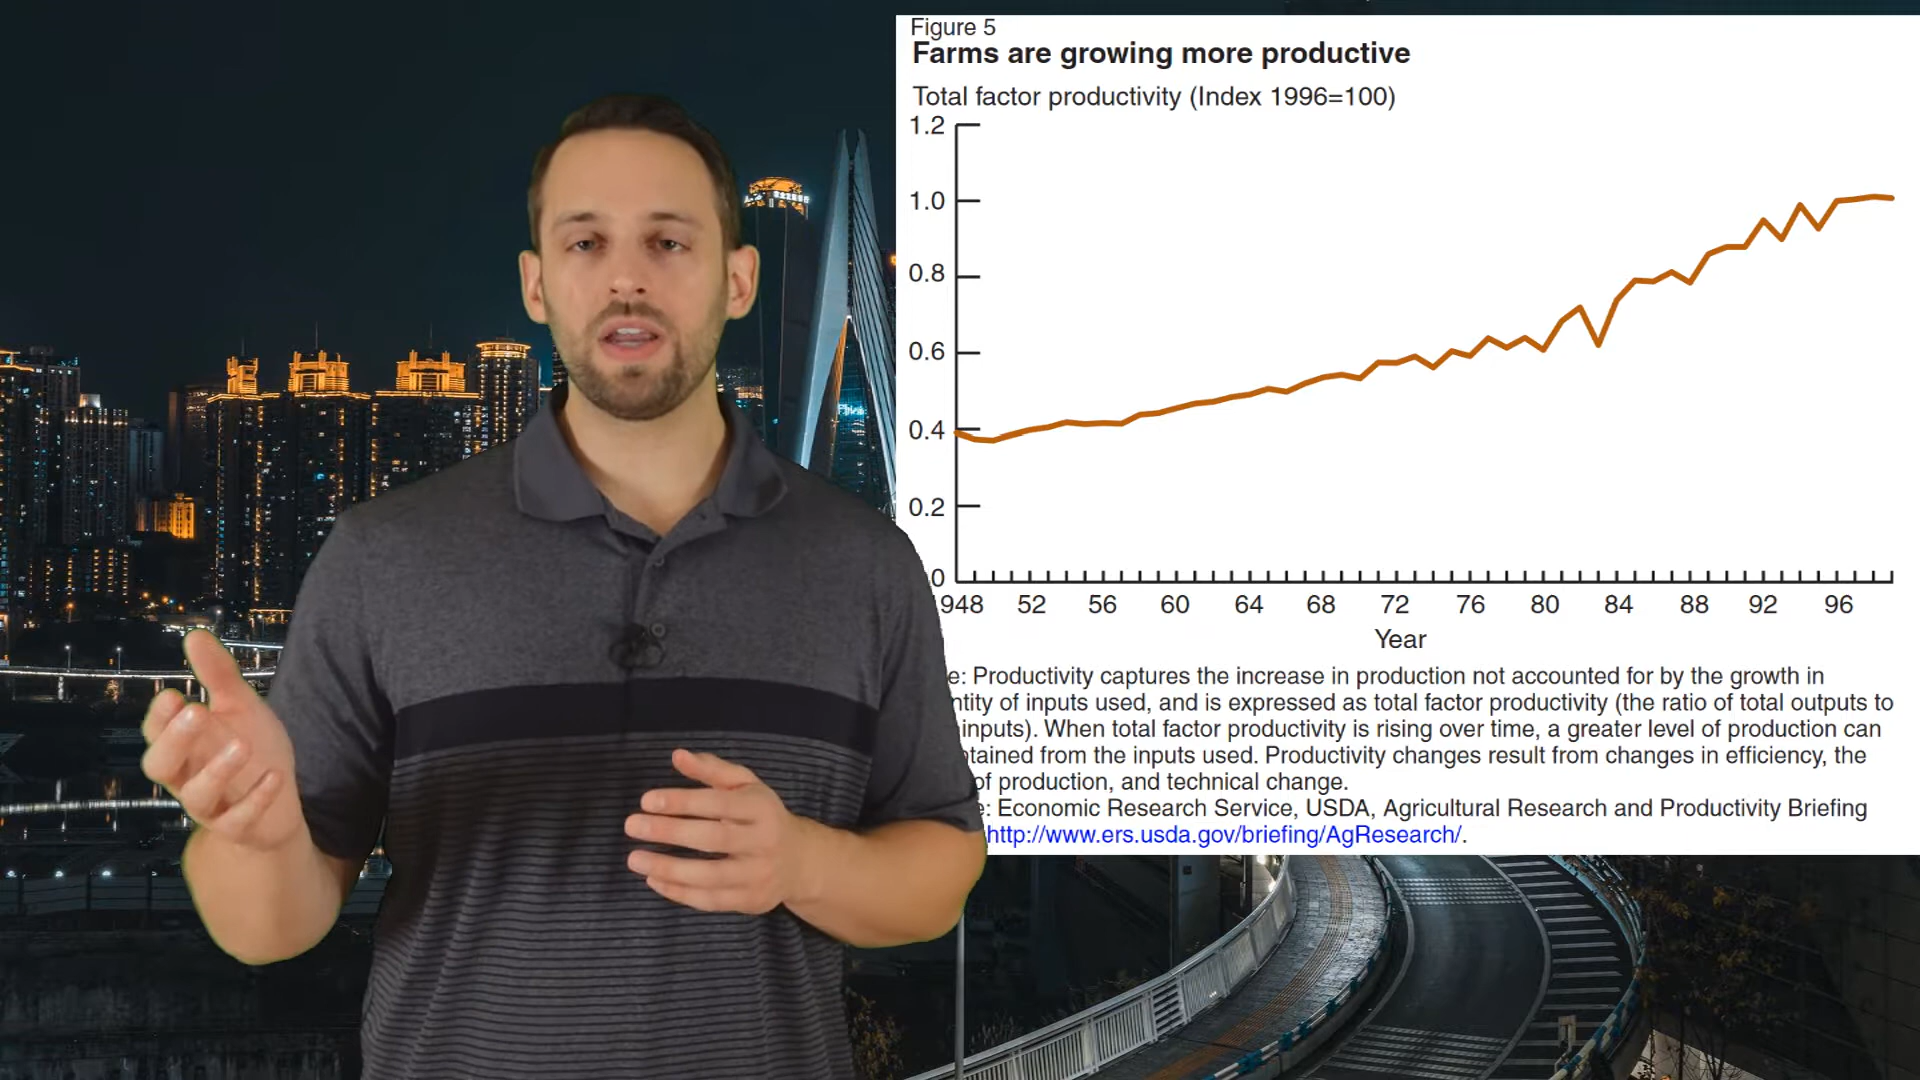 Figure 5
Farms are growing more productive
Total factor productivity (Index 1996=100)
1.2
1.0
0.8
0.6
0.4
0.2
0
948 52 56 60 64 68 72 76 80 84 88 92 96
Year
e: Productivity captures the increase in production not accounted for by the growth in
ntity of inputs used, and is expressed as total factor productivity (the ratio of total outputs to
inputs). When total factor productivity is rising over time, a greater level of production can
tained from the inputs used. Productivity changes result from changes in efficiency, the
of production, and technical change.
e: Economic Research Service, USDA, Agricultural Research and Productivity Briefing
http://www.ers.usda.gov/briefing/AgResearch/.